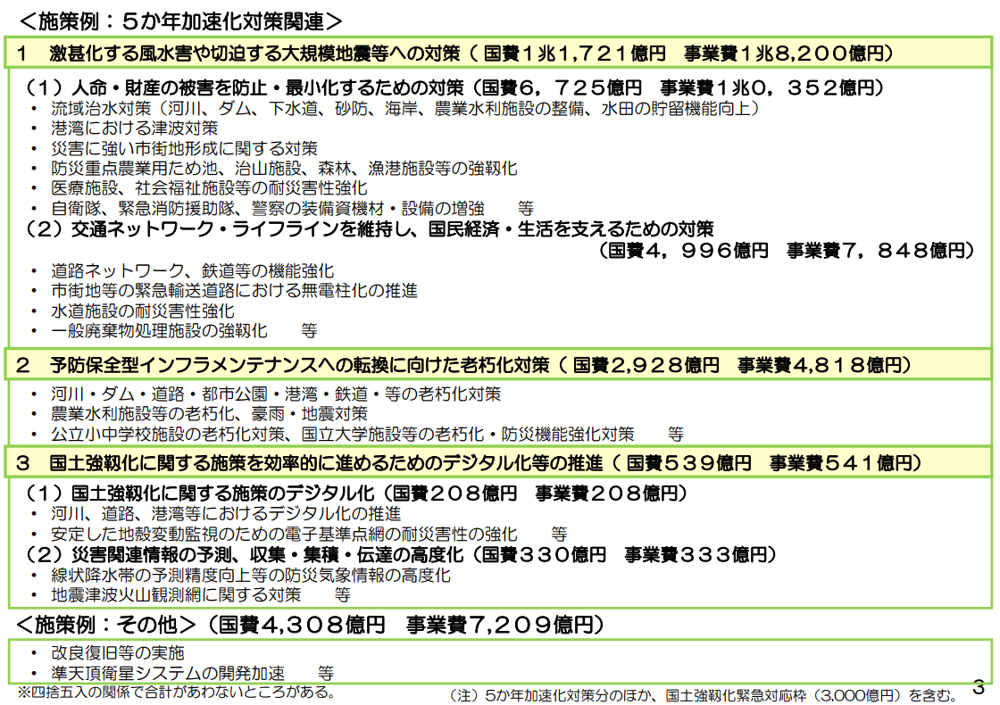 ＜施策例：５か年加速化対策関連＞
１　激甚化する風水害や切迫する大規模地震等への対策（ 国費１兆１,７２１億円　事業費１兆８,２００億円）
（１）人命・財産の被害を防止・最小化するための対策（国費６，７２５億円　事業費１兆０，３５２億円）
・ 流域治水対策（河川、ダム、下水道、砂防、海岸、農業水利施設の整備、水田の貯留機能向上）
・ 港湾における津波対策
・ 災害に強い市街地形成に関する対策
・ 防災重点農業用ため池、治山施設、森林、漁港施設等の強靱化
・ 医療施設、社会福祉施設等の耐災害性強化
・ 自衛隊、緊急消防援助隊、警察の装備資機材・設備の増強　　等
（２）交通ネットワーク・ライフラインを維持し、国民経済・生活を支えるための対策
（国費４，９９６億円　事業費７，８４８億円）
・ 道路ネットワーク、鉄道等の機能強化
・ 市街地等の緊急輸送道路における無電柱化の推進
・ 水道施設の耐災害性強化
・ 一般廃棄物処理施設の強靱化　　等
２　予防保全型インフラメンテナンスへの転換に向けた老朽化対策（ 国費２,９２８億円　事業費４,８１８億円）
・ 河川・ダム・道路・都市公園・港湾・鉄道・等の老朽化対策
・ 農業水利施設等の老朽化、豪雨・地震対策
・ 公立小中学校施設の老朽化対策、国立大学施設等の老朽化・防災機能強化対策　　等
３　国土強靱化に関する施策を効率的に進めるためのデジタル化等の推進（ 国費５３９億円　事業費５４１億円）
（１）国土強靱化に関する施策のデジタル化（国費２０８億円　事業費２０８億円）
・ 河川、道路、港湾等におけるデジタル化の推進
・ 安定した地殻変動監視のための電子基準点網の耐災害性の強化　　等
（２）災害関連情報の予測、収集・集積・伝達の高度化（国費３３０億円　事業費３３３億円）
・ 線状降水帯の予測精度向上等の防災気象情報の高度化
・ 地震津波火山観測網に関する対策　　等
＜施策例：その他＞（国費４,３０８億円　事業費７,２０９億円）
・ 改良復旧等の実施
・ 準天頂衛星システムの開発加速　　等
※四捨五入の関係で合計があわないところがある。
（注）５か年加速化対策分のほか、国土強靱化緊急対応枠（3,000億円）を含む。
3